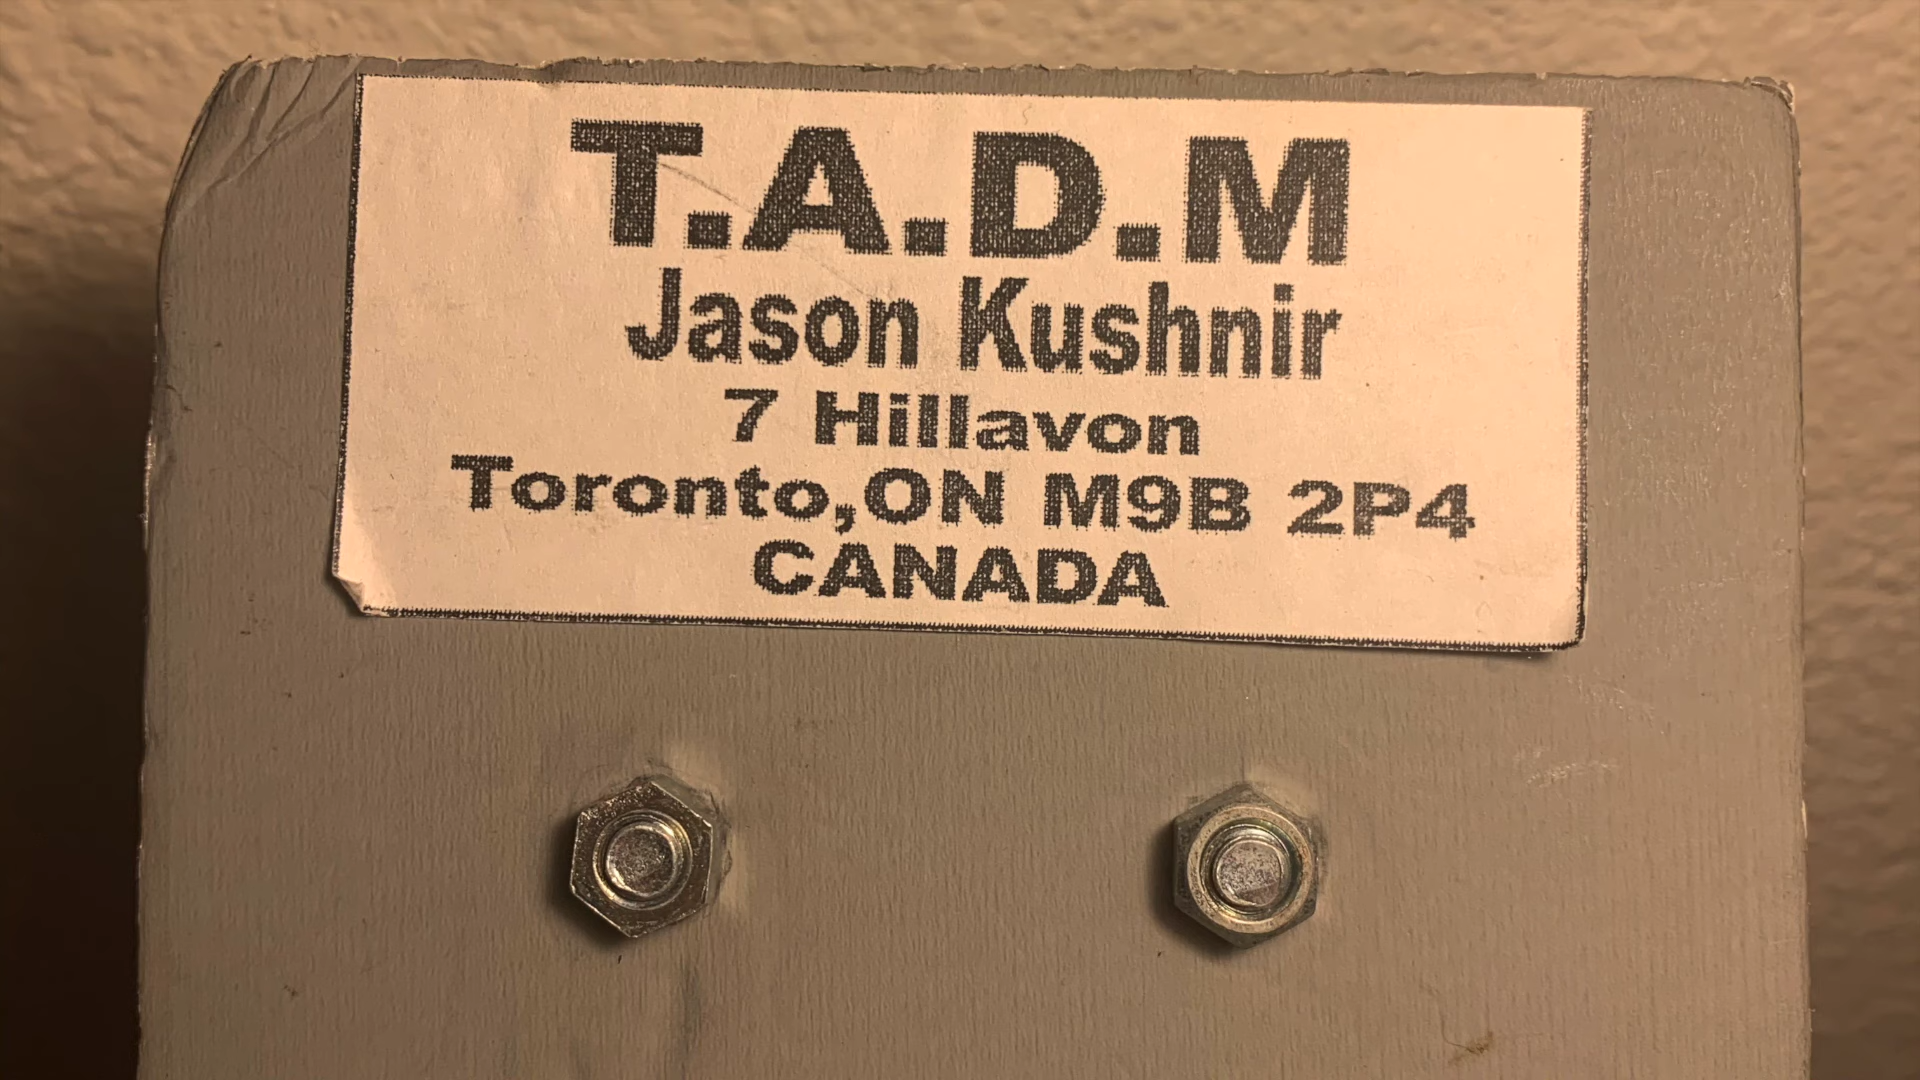 T.A.D.M
Jason Kushnir
7 Hillavon
Toronto,ON M9B 2P4
CANADA